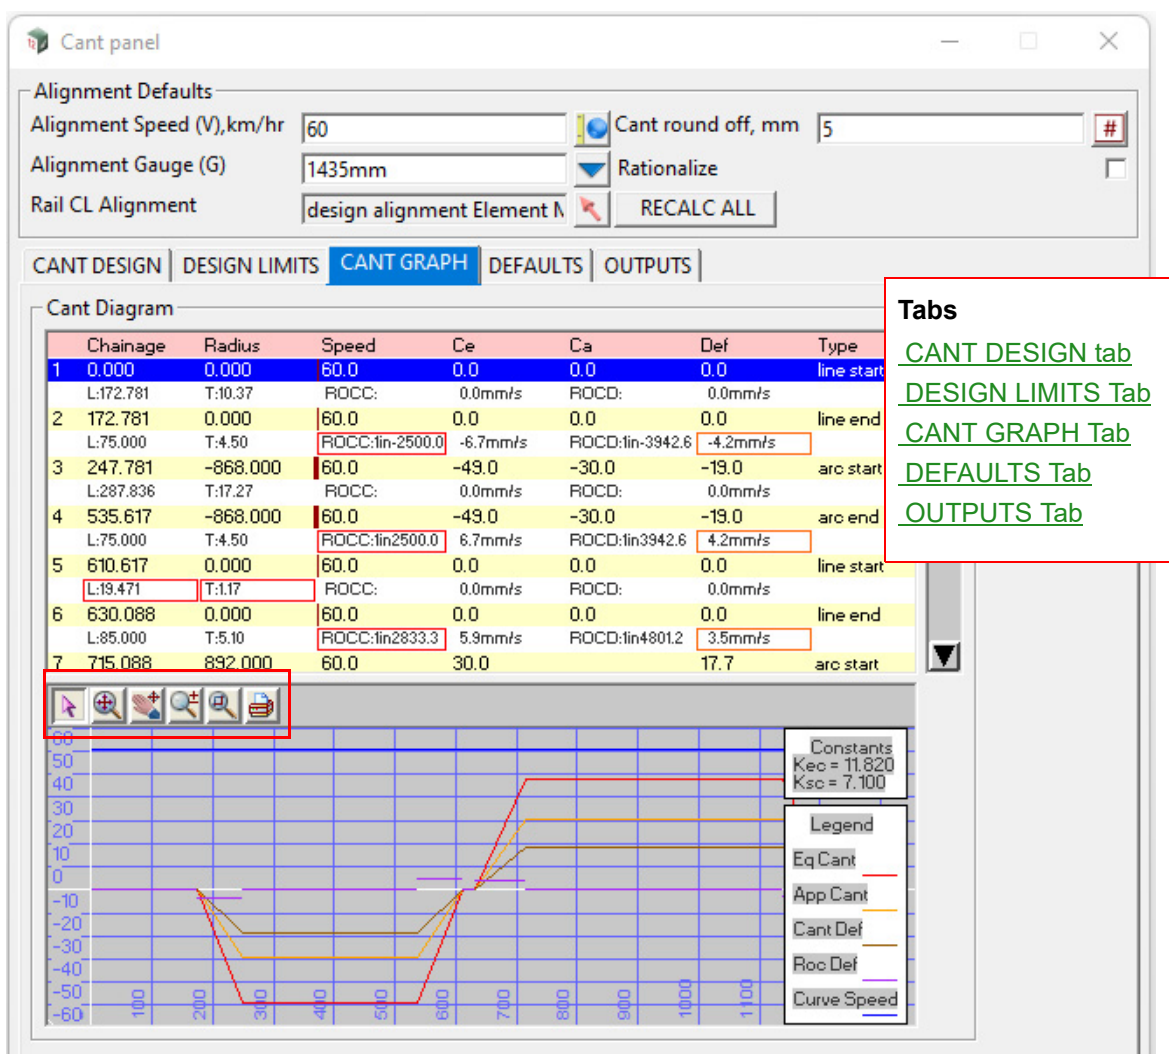 Cant panel
Alignment Defaults
Alignment Speed (V),km/hr 60 Cant round off, mm 5 #
Alignment Gauge (G) 1435mm Rationalize
Rail CL Alignment design alignment Element RECALC ALL
CANT DESIGN DESIGN LIMITS CANT GRAPH DEFAULTS OUTPUTS
Cant Diagram
Chainage Radius Speed Ce Ca Def Type
1 0.000 0.000 60.0 0.0 0.0 0.0 line start
L:172.781 T:10.37 ROCC: 0.0mm/s ROCD: 0.0mm/s
2 172.781 0.000 60.0 0.0 0.0 0.0 line end
L:75.000 T:4.50 ROCC:1in-2500.0 -6.7mm/s ROCD:1in-3942.6 -4.2mm/s
3 247.781 -868.000 60.0 -49.0 -30.0 -19.0 arc start
L:287.836 T:17.27 ROCC: 0.0mm/s ROCD: 0.0mm/s
4 535.617 -868.000 60.0 -49.0 -30.0 -19.0 arc end
L:75.000 T:4.50 ROCC:1in2500.0 6.7mm/s ROCD:1in3942.6 4.2mm/s
5 610.617 0.000 60.0 0.0 0.0 0.0 line start
L:19.471 T:1.17 ROCC: 0.0mm/s ROCD: 0.0mm/s
6 630.088 0.000 60.0 0.0 0.0 0.0 line end
L:85.000 T:5.10 ROCC:1in2833.3 5.9mm/s ROCD:1in4801.2 3.5mm/s
7 715.088 892.000 60.0 30.0 17.7 arc start
Tabs
CANT DESIGN tab
DESIGN LIMITS Tab
CANT GRAPH Tab
DEFAULTS Tab
OUTPUTS Tab
60
50
40
30
20
10
0
-10
-20
-30
-40
-50
-60
100 200 300 400 500 600 700 800 900 1000 1100
Constants
Kec = 11.820
Ksc = 7.100
Legend
Eq Cant
App Cant
Cant Def
Roc Def
Curve Speed